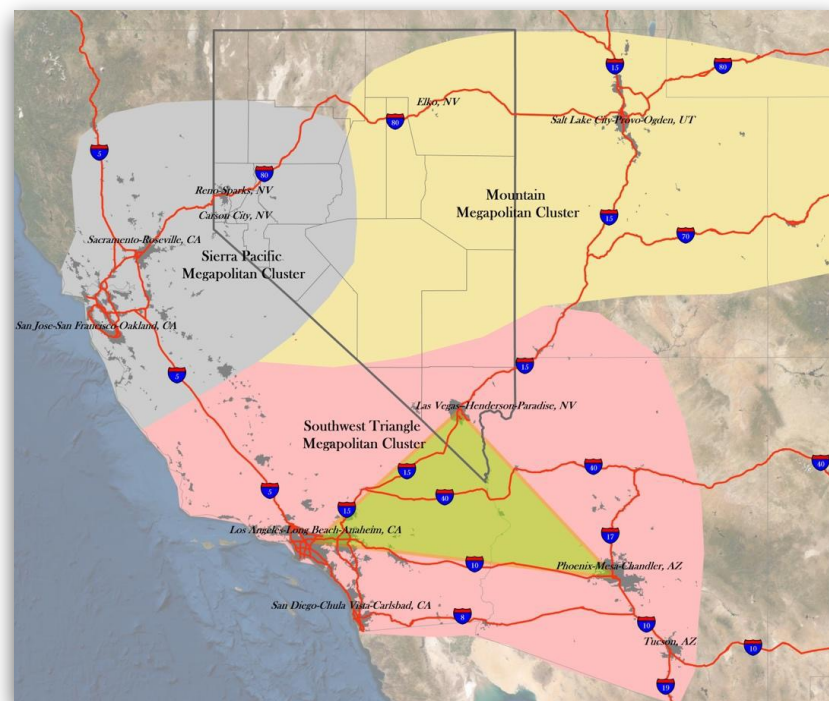 15
80
80
Elko, NV
Salt Lake City-Provo-Ogden, UT
5
80
Reno-Sparks, NV
Carson City, NV
Mountain
Megapolitan Cluster
15
70
Sacramento-Roseville, CA
Sierra Pacific
Megapolitan Cluster
San Jose-San Francisco-Oakland, CA
5
15
Las Vegas-Henderson-Paradise, NV
Southwest Triangle
Megapolitan Cluster
15
40
40
5
40
15
Los Angeles-Long Beach-Anaheim, CA
17
10
Phoenix-Mesa-Chandler, AZ
San Diego-Chula Vista-Carlsbad, CA
8
10
Tucson, AZ
10
19